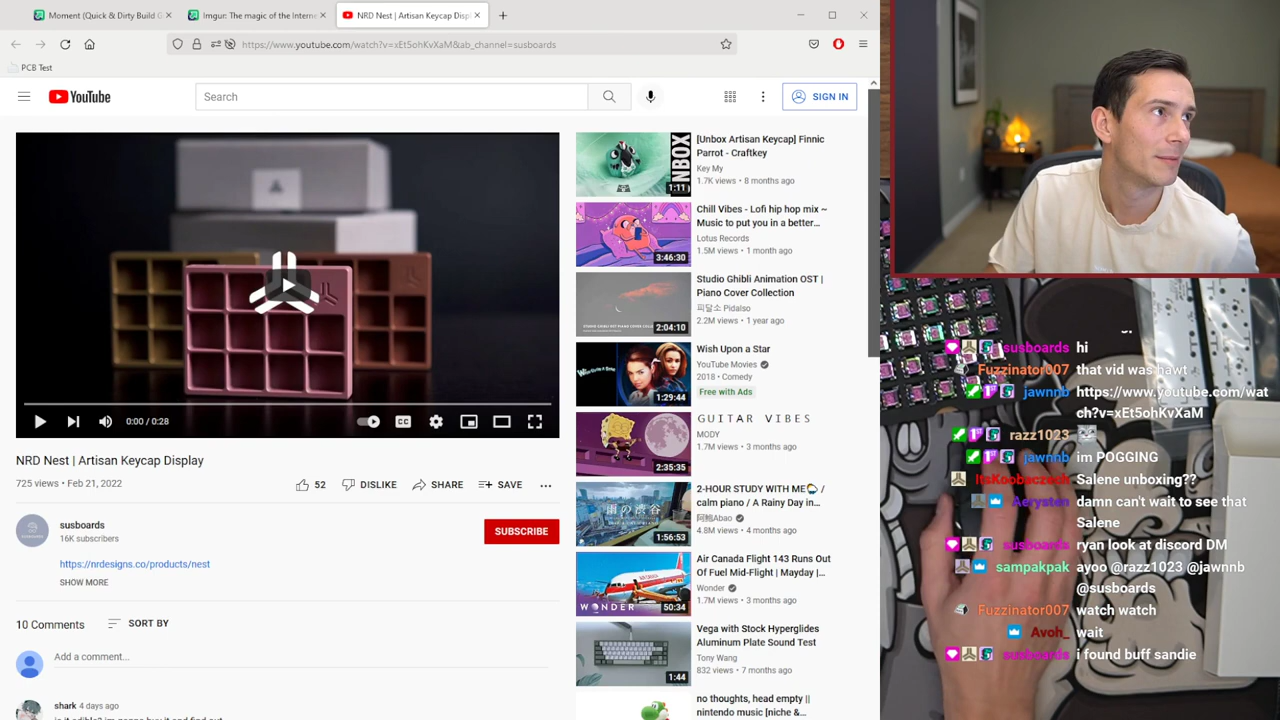 Moment (Quick & Dirty Build G
Imgur: The magic of the Interne
NRD Nest | Artisan Keycap Displ
https://www.youtube.com/watch?v=xEt5ohKvXaM&ab_channel=susboards
PCB Test
YouTube
Search
SIGN IN
0:00 / 0:28
CC
NRD Nest | Artisan Keycap Display
725 views • Feb 21, 2022
52
DISLIKE
SHARE
SAVE
susboards
16K subscribers
SUBSCRIBE
https://nrdesigns.co/products/nest
SHOW MORE
10 Comments
SORT BY
Add a comment...
shark 4 days ago
[Unbox Artisan Keycap] Finnic
Parrot - Craftkey
Key My
1.7K views • 8 months ago
1:11
Chill Vibes - Lofi hip hop mix ~
Music to put you in a better...
Lotus Records
1.5M views • 1 month ago
3:46:30
Studio Ghibli Animation OST |
Piano Cover Collection
피달소 Pidalso
2.2M views • 1 year ago
2:04:10
Wish Upon a Star
YouTube Movies
2018 • Comedy
Free with Ads
1:29:44
GUITAR VIBES
MODY
1.7M views • 3 months ago
2:35:35
2-HOUR STUDY WITH ME /
calm piano / A Rainy Day in...
Abao
4.8M views • 4 months ago
雨の渋谷
1:56:53
Air Canada Flight 143 Runs Out
Of Fuel Mid-Flight | Mayday |...
Wonder
1.7M views • 3 months ago
WONDER
50:34
Vega with Stock Hyperglides
Aluminum Plate Sound Test
Tony Wang
832 views • 7 months ago
1:44
no thoughts, head empty ||
nintendo music [niche &...
susboards hi
Fuzzinator007 that vid was hawt
jawnnb https://www.youtube.com/wat
ch?v=xEt5ohKvXaM
razz1023
jawnnb im POGGING
ItsKoobaczech Salene unboxing??
Aeryston damn can't wait to see that
Salene
susboards ryan look at discord DM
sampakpak ayoo @razz1023 @jawnnb
@susboards
Fuzzinator007 watch watch
Avoh_ wait
susboards i found buff sandie